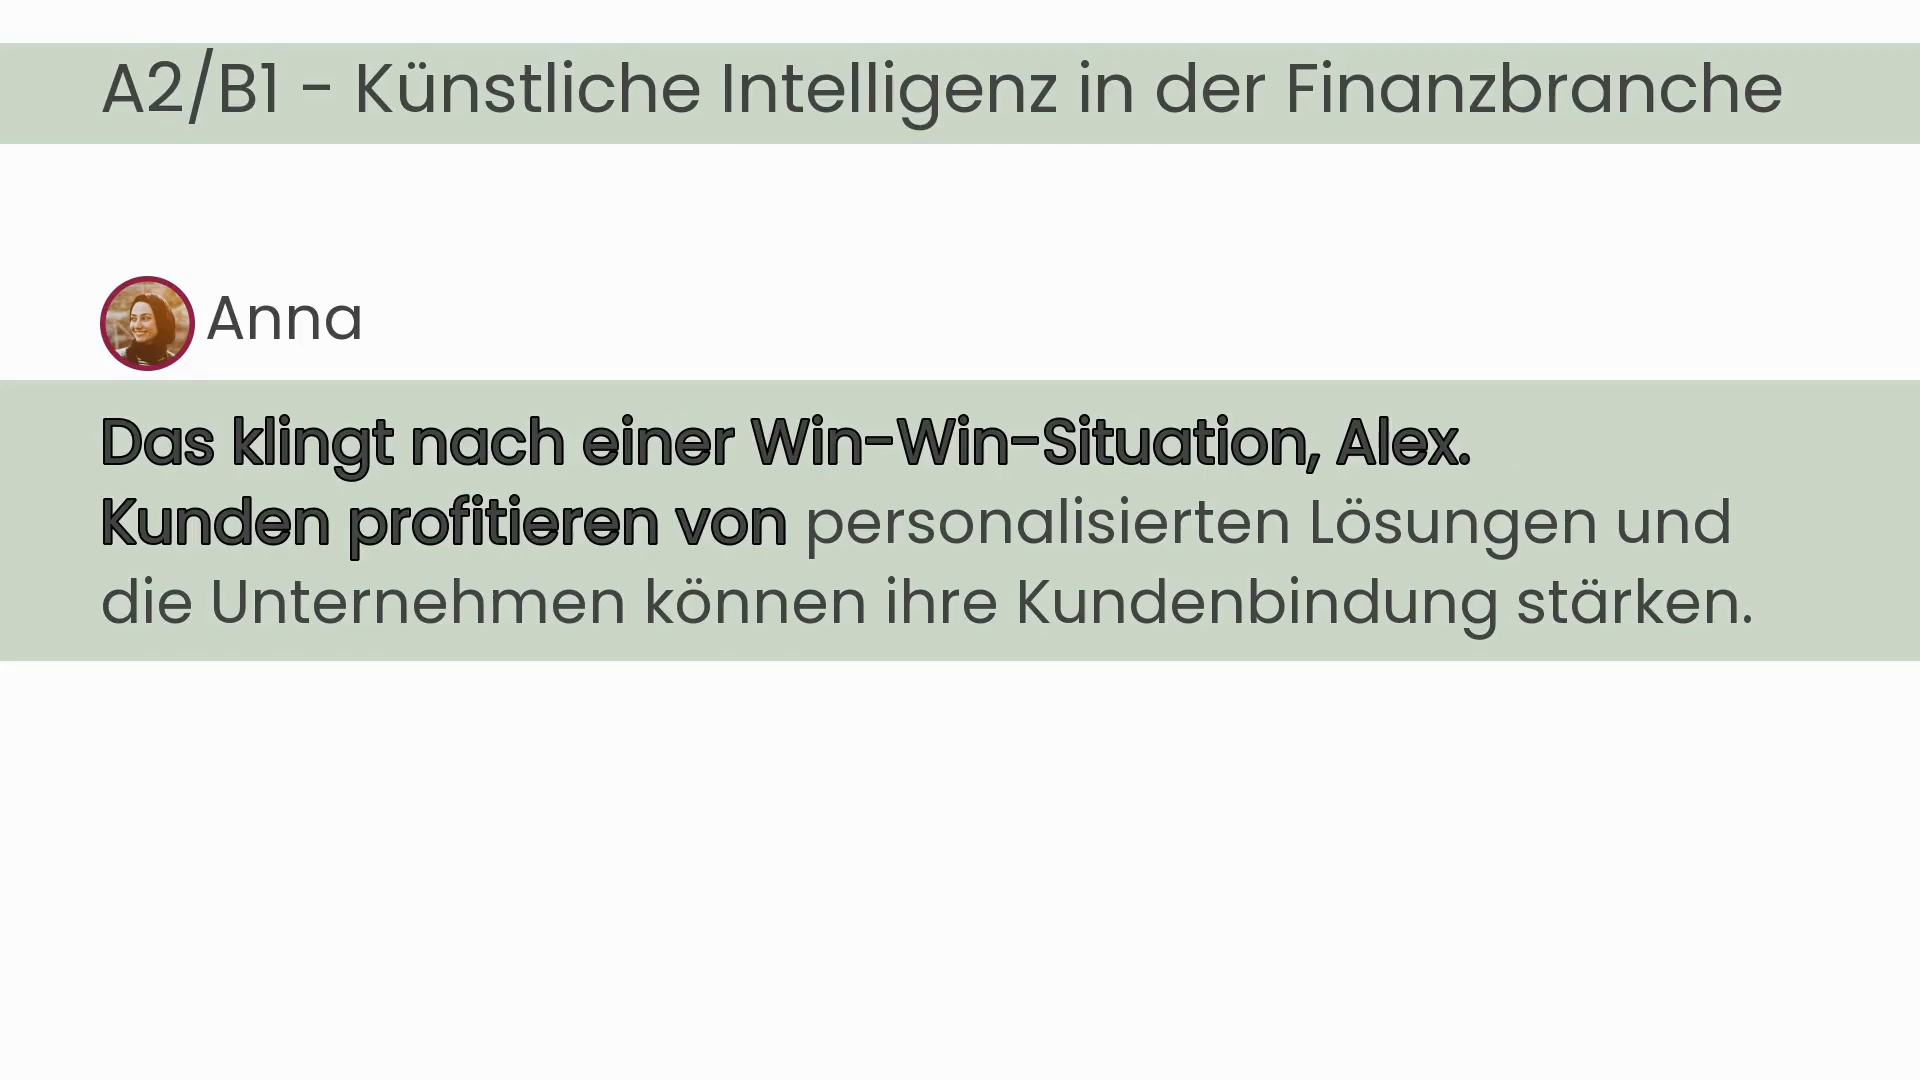 A2/B1 - Künstliche Intelligenz in der Finanzbranche
Anna
Das klingt nach einer Win-Win-Situation, Alex.
Kunden profitieren von personalisierten Lösungen und
die Unternehmen können ihre Kundenbindung stärken.